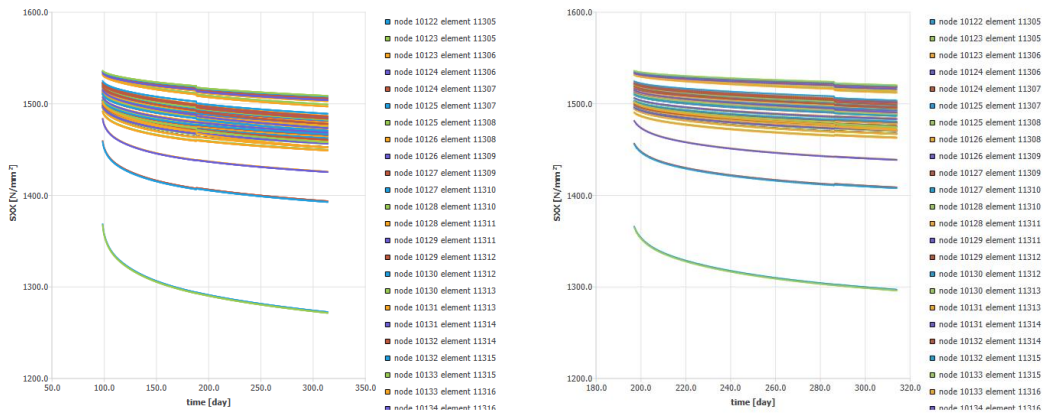 1600.0
1500.0
1400.0
1300.0
1200.0
SXX [N/mm²]
50.0 100.0 150.0 200.0 250.0 300.0 350.0
time [day]
node 10122 element 11305
node 10123 element 11305
node 10123 element 11306
node 10124 element 11306
node 10124 element 11307
node 10125 element 11307
node 10125 element 11308
node 10126 element 11308
node 10126 element 11309
node 10127 element 11309
node 10127 element 11310
node 10128 element 11310
node 10128 element 11311
node 10129 element 11311
node 10129 element 11312
node 10130 element 11312
node 10130 element 11313
node 10131 element 11313
node 10131 element 11314
node 10132 element 11314
node 10132 element 11315
node 10133 element 11315
node 10133 element 11316
node 10134 element 11316
1600.0
1500.0
1400.0
1300.0
1200.0
SXX [N/mm²]
180.0 200.0 220.0 240.0 260.0 280.0 300.0 320.0
time [day]
node 10122 element 11305
node 10123 element 11305
node 10123 element 11306
node 10124 element 11306
node 10124 element 11307
node 10125 element 11307
node 10125 element 11308
node 10126 element 11308
node 10126 element 11309
node 10127 element 11309
node 10127 element 11310
node 10128 element 11310
node 10128 element 11311
node 10129 element 11311
node 10129 element 11312
node 10130 element 11312
node 10130 element 11313
node 10131 element 11313
node 10131 element 11314
node 10132 element 11314
node 10132 element 11315
node 10133 element 11315
node 10133 element 11316
node 10134 element 11316